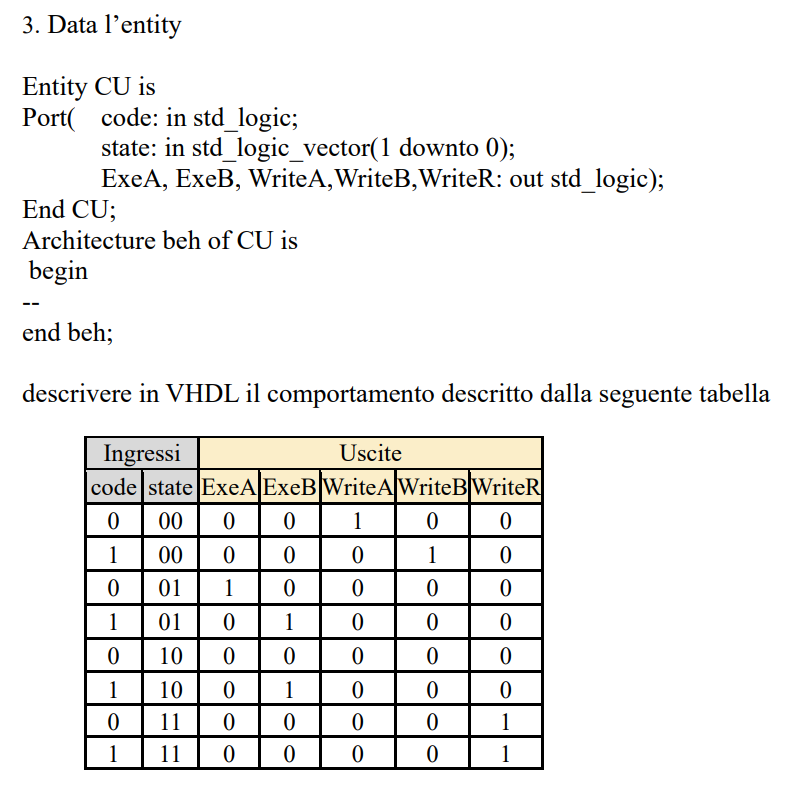 3. Data l’entity
Entity CU is
Port( code: in std_logic;
state: in std_logic_vector(1 downto 0);
ExeA, ExeB, WriteA,WriteB,WriteR: out std_logic);
End CU;
Architecture beh of CU is
begin
--
end beh;
descrivere in VHDL il comportamento descritto dalla seguente tabella
Ingressi Uscite
code state ExeA ExeB WriteA WriteB WriteR
0 00 0 0 1 0 0
1 00 0 0 0 1 0
0 01 1 0 0 0 0
1 01 0 1 0 0 0
0 10 0 0 0 0 0
1 10 0 1 0 0 0
0 11 0 0 0 0 1
1 11 0 0 0 0 1